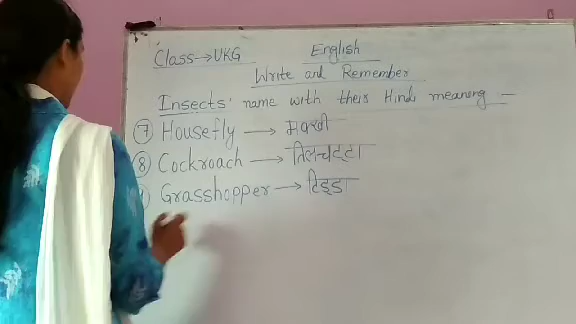 Class → UKG English
Write and Remember
Insects' name with their Hindi meaning –
7 Housefly → मक्खी
8 Cockroach → तिलचट्टा
Grasshopper → टिड्डा